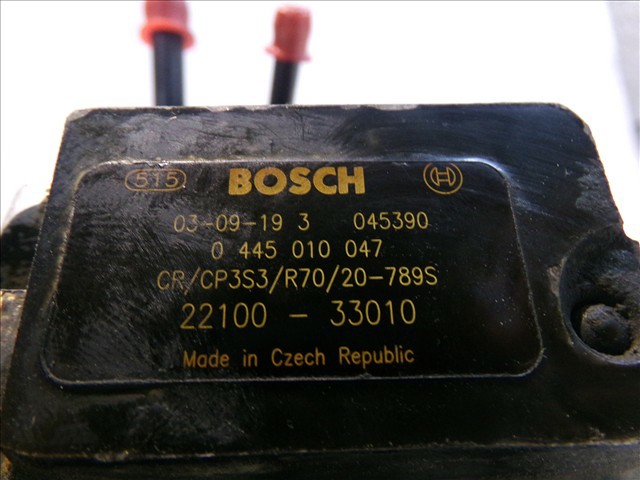 515 BOSCH H
03-09-19 3 045390
0 445 010 047
CR/CP3S3/R70/20-789S
22100 - 33010
Made in Czech Republic